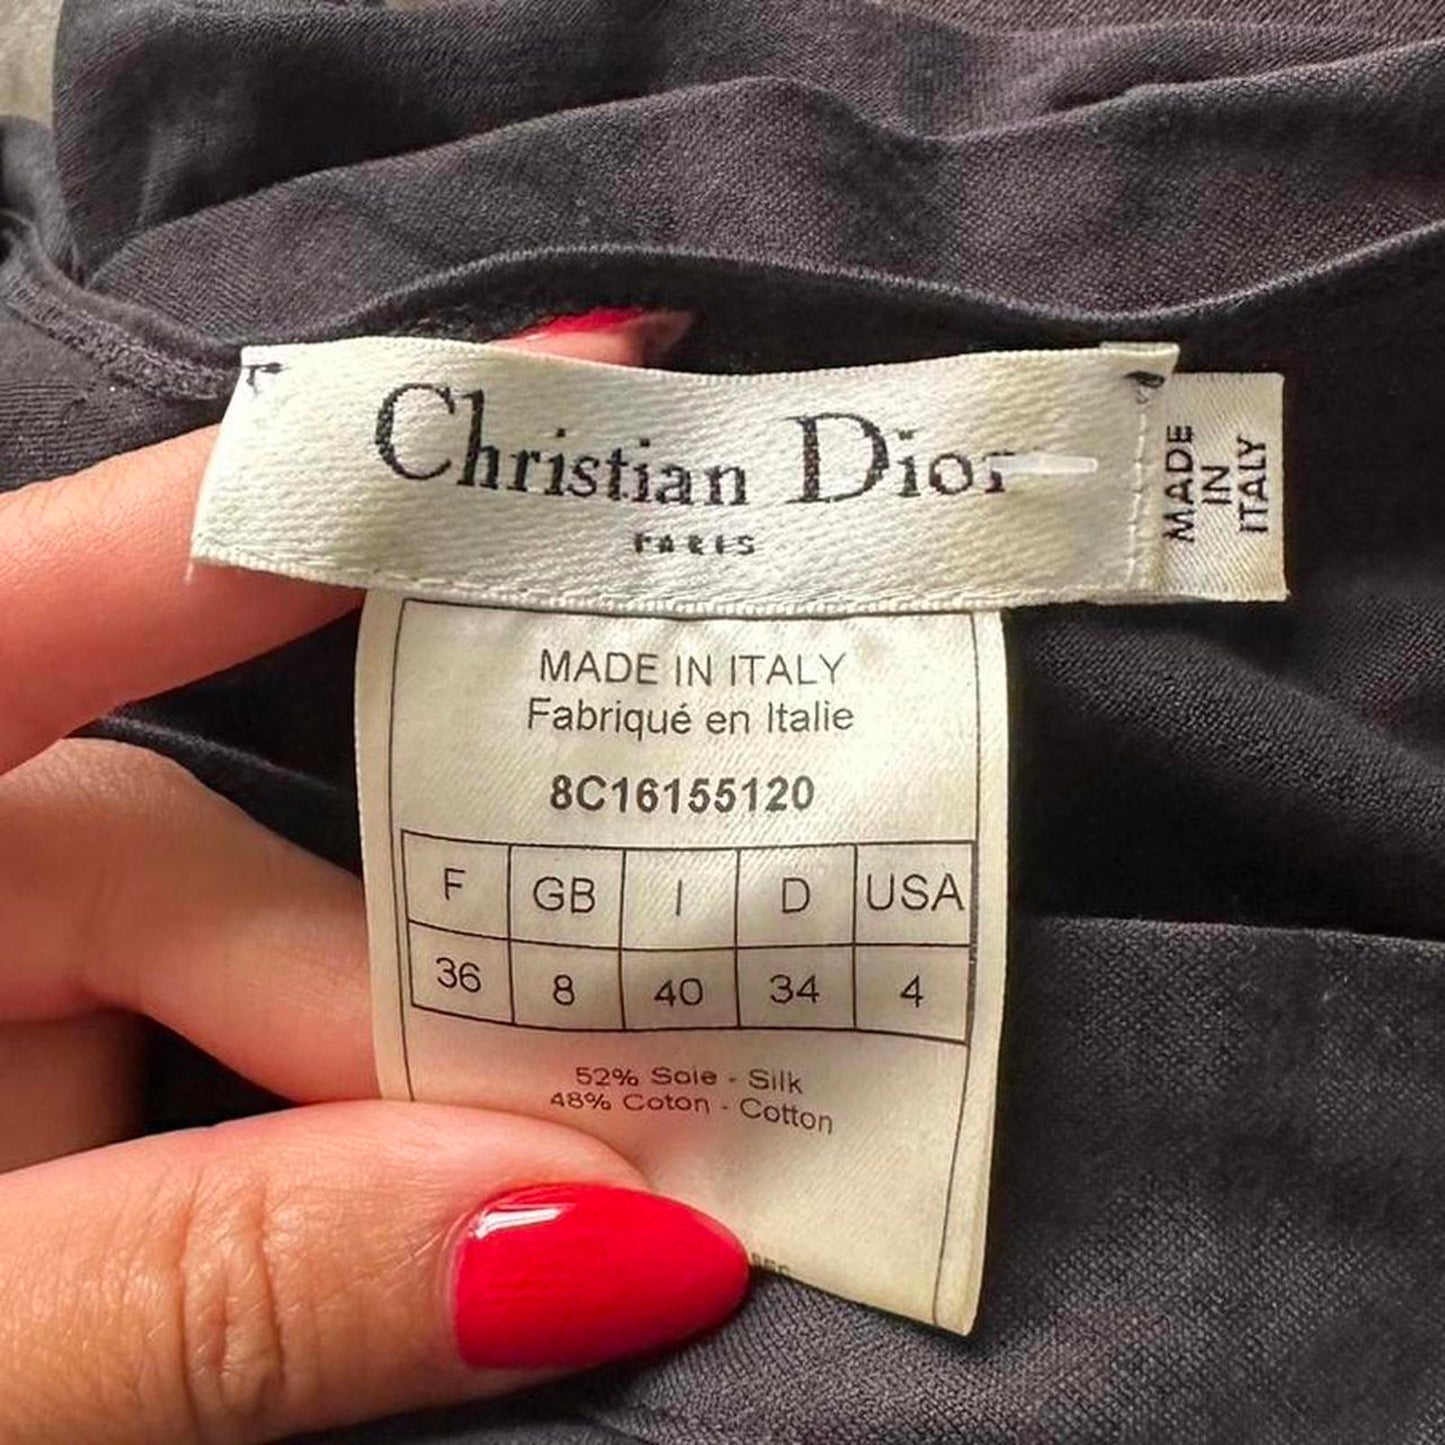 Christian Dior
PARIS
MADE
IN
ITALY
MADE IN ITALY
Fabriqué en Italie
8C16155120
F GB I D USA
36 8 40 34 4
52% Soie - Silk
48% Coton - Cotton